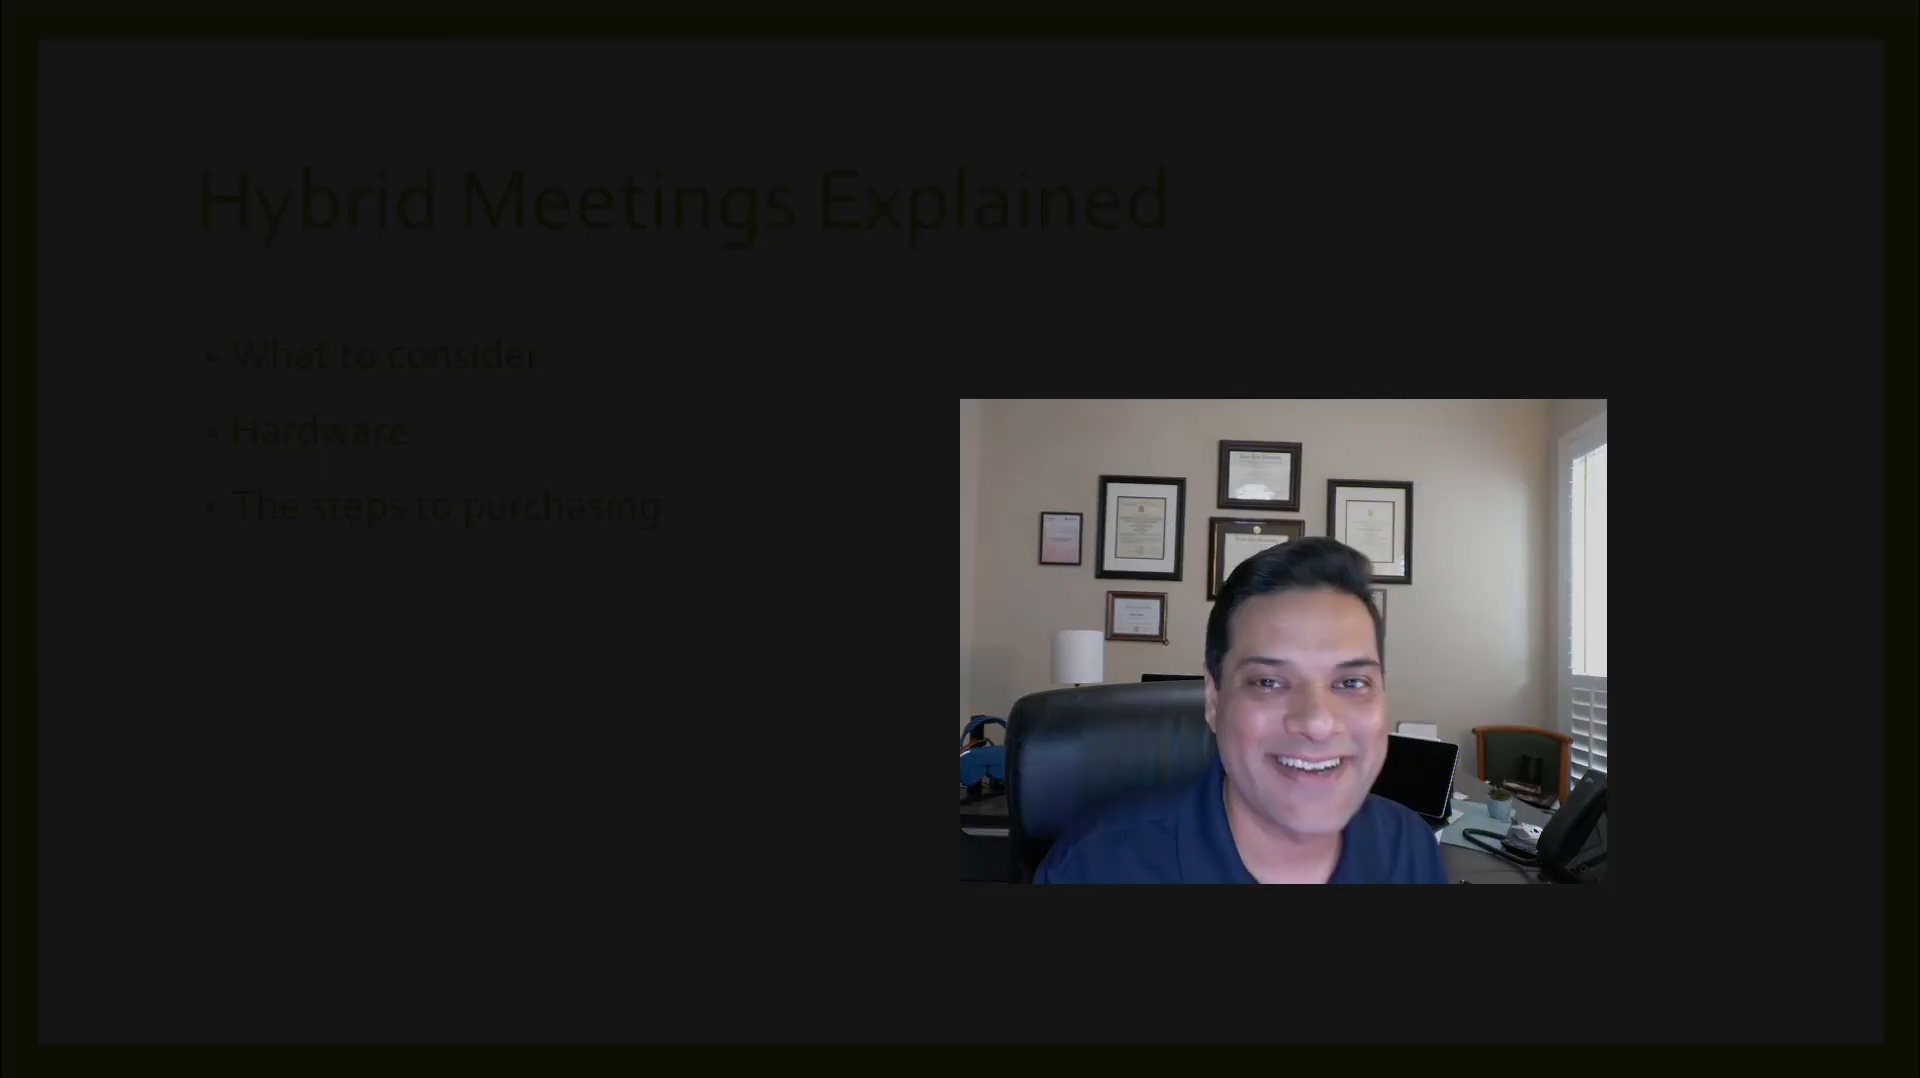 Hybrid Meetings Explained
• What to consider
• Hardware
• The steps to purchasing